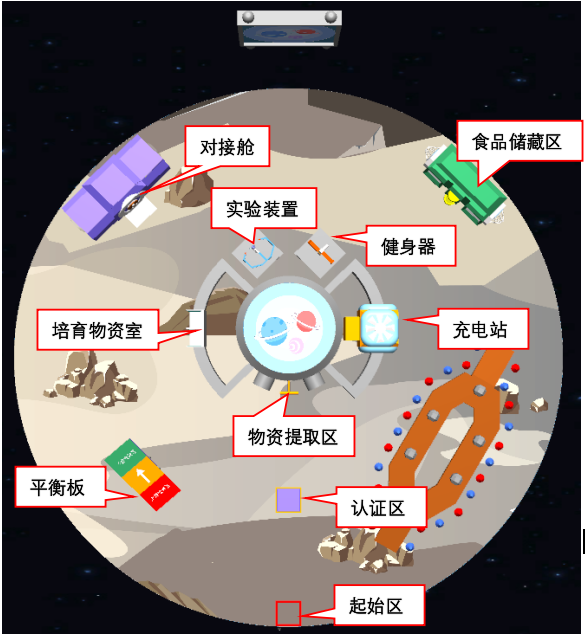 对接舱
食品储藏区
实验装置
健身器
培育物资室
充电站
物资提取区
平衡板
认证区
起始区